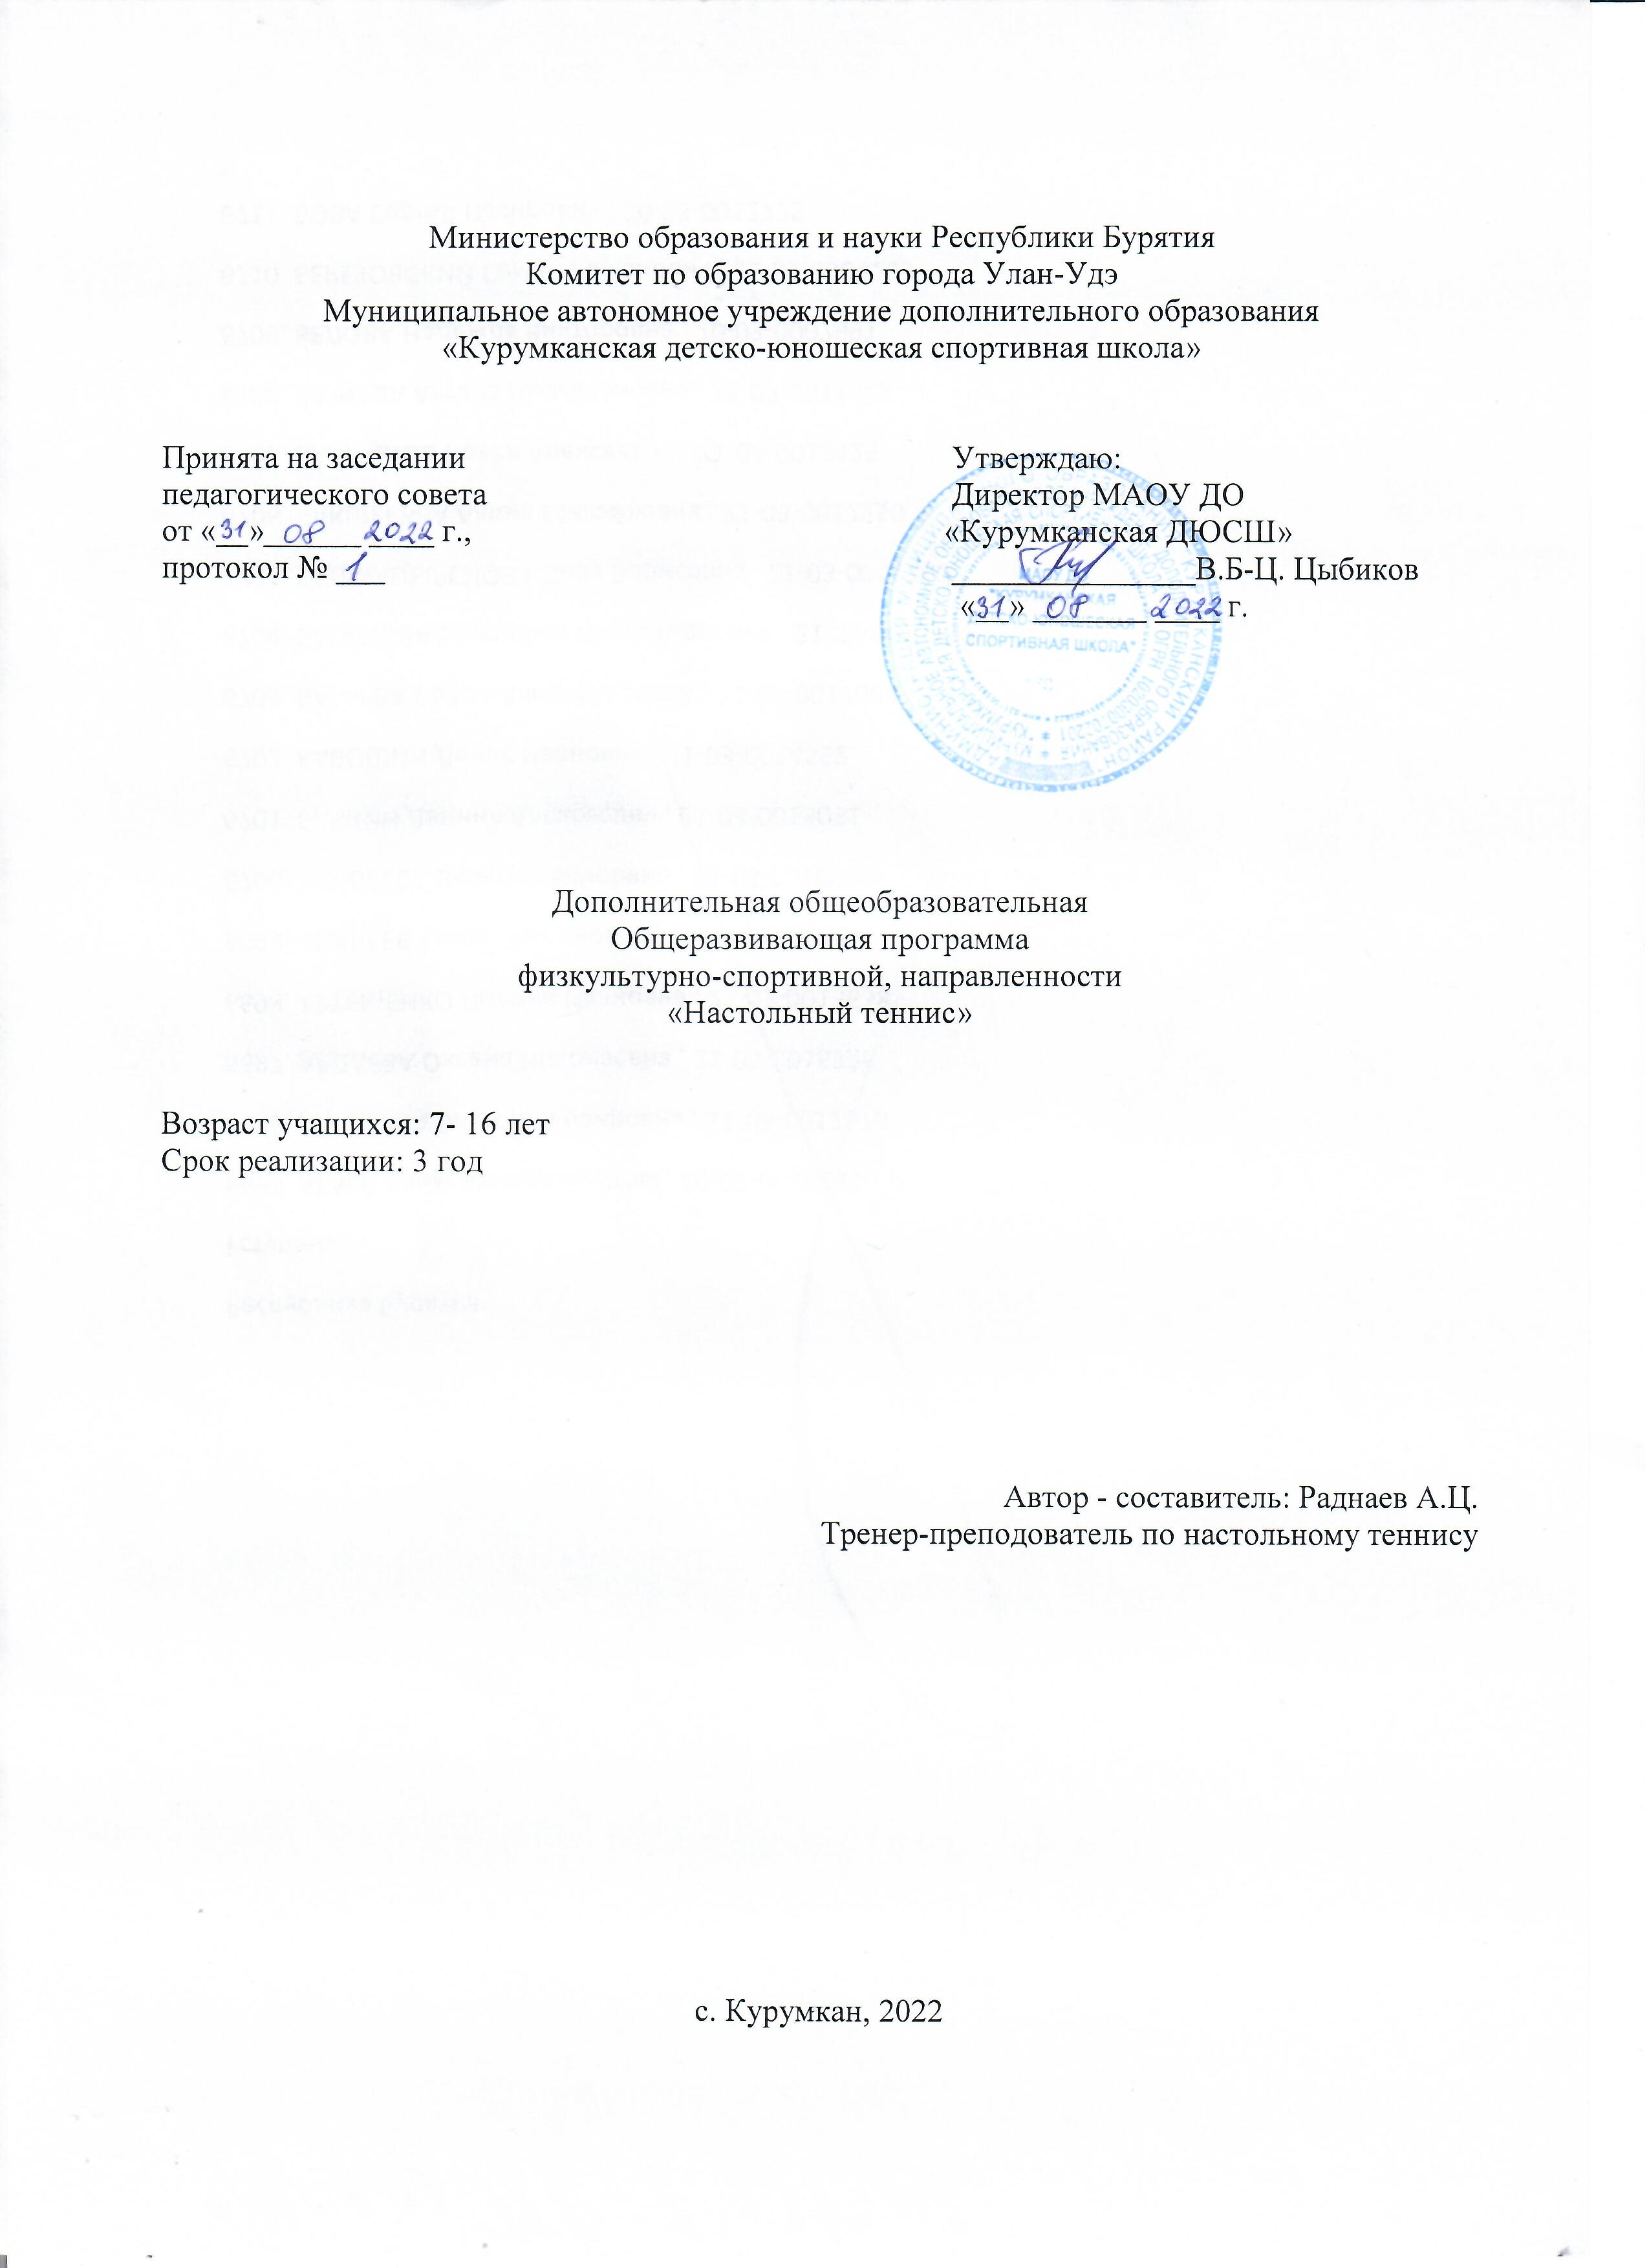 Министерство образования и науки Республики Бурятия
Комитет по образованию города Улан-Удэ
Муниципальное автономное учреждение дополнительного образования
«Курумканская детско-юношеская спортивная школа»
Принята на заседании
педагогического совета
от «31» 08 2022 г.,
протокол № 1
Утверждаю:
Директор МАОУ ДО
«Курумканская ДЮСШ»
В.Б-Ц. Цыбиков
«31» 08 2022 г.
СПОРТИВНАЯ ШКОЛА"
Дополнительная общеобразовательная
Общеразвивающая программа
физкультурно-спортивной, направленности
«Настольный теннис»
Возраст учащихся: 7- 16 лет
Срок реализации: 3 год
Автор - составитель: Раднаев А.Ц.
Тренер-преподователь по настольному теннису
с. Курумкан, 2022